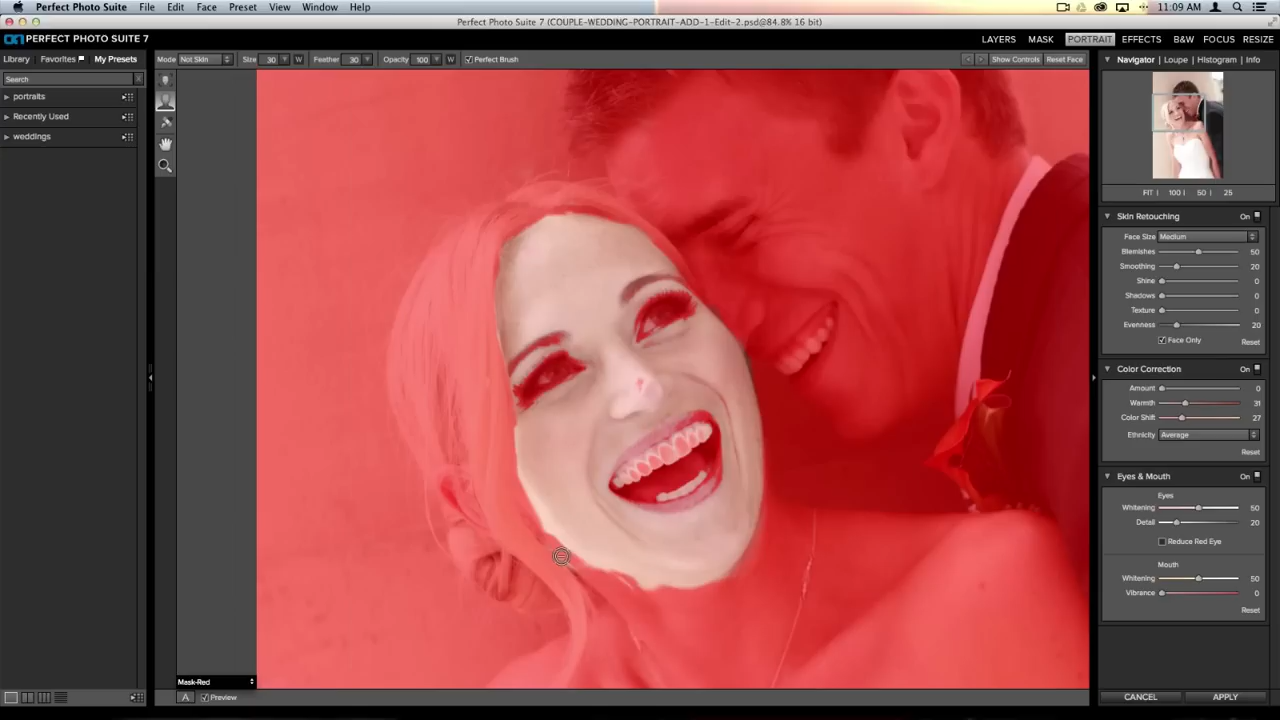 Perfect Photo Suite File Edit Face Preset View Window Help 11:09 AM
Perfect Photo Suite 7 (COUPLE-WEDDING-PORTRAIT-ADD-1-Edit-2.psd@84.8% 16 bit)
on PERFECT PHOTO SUITE 7 LAYERS MASK PORTRAIT EFFECTS B&W FOCUS RESIZE
Library Favorites My Presets Mode Not Skin Size 30 W Feather 30 Opacity 100 W Perfect Brush Show Controls Reset Face Navigator Loupe Histogram Info
Search
portraits
Recently Used
weddings
FIT 100 50 25
Skin Retouching On
Face Size Medium
Blemishes 50
Smoothing 20
Shine 0
Shadows 0
Texture 0
Evenness 20
Face Only Reset
Color Correction On
Amount 0
Warmth 31
Color Shift 27
Ethnicity Average
Reset
Eyes & Mouth On
Eyes
Whitening 50
Detail 20
Reduce Red Eye
Mouth
Whitening 50
Vibrance 0
Reset
Mask-Red
A Preview CANCEL APPLY